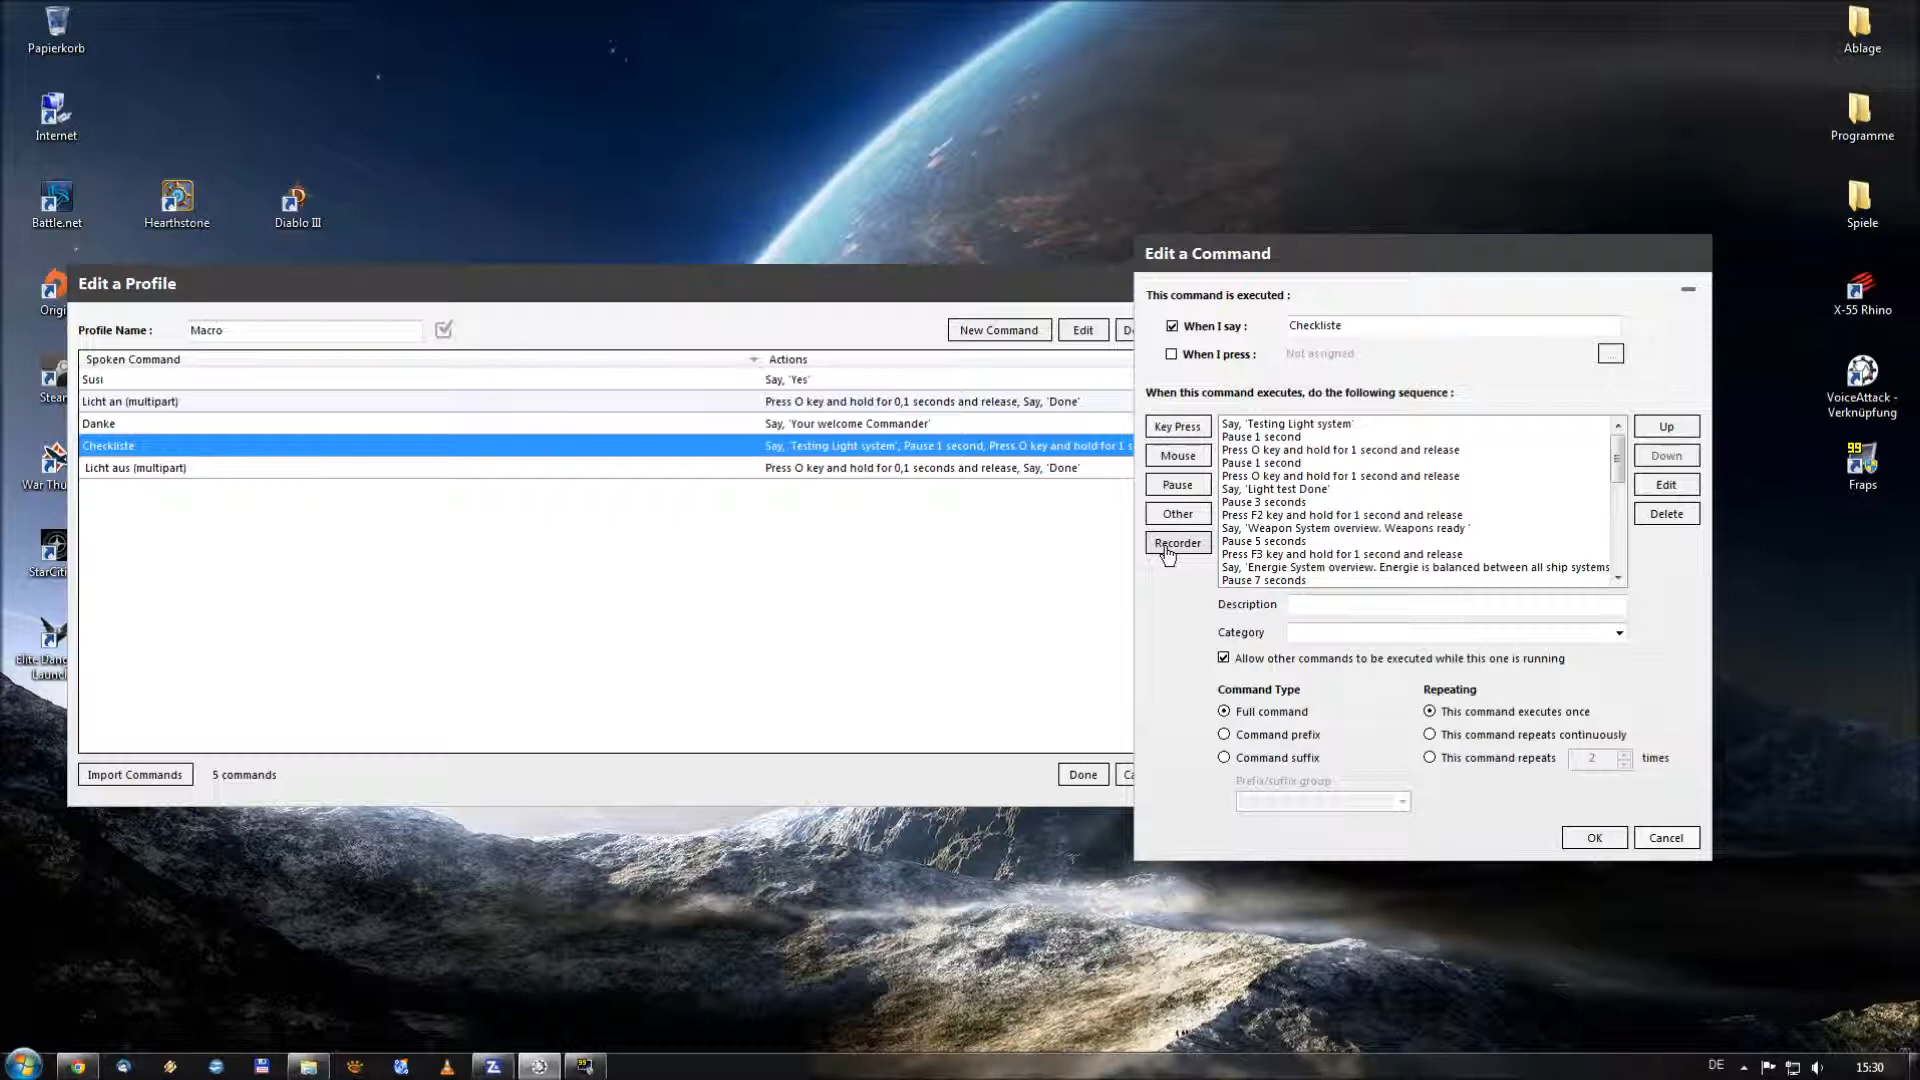 Papierkorb
Internet
Battle.net
Hearthstone
Diablo III
Origi
Steam
War Thu
StarCiti
Elite Dang
Launch
Ablage
Programme
Spiele
X-55 Rhino
VoiceAttack -
Verknüpfung
99
Fraps
Edit a Profile
Profile Name :
Macro
New Command
Edit
Spoken Command
Actions
Susi
Say, 'Yes'
Licht an (multipart)
Press O key and hold for 0,1 seconds and release, Say, 'Done'
Danke
Say, 'Your welcome Commander'
Checkliste
Say, 'Testing Light system', Pause 1 second, Press O key and hold for 1 s
Licht aus (multipart)
Press O key and hold for 0,1 seconds and release, Say, 'Done'
Import Commands
5 commands
Done
Ca
Edit a Command
This command is executed :
When I say :
Checkliste
When I press :
Not assigned
...
When this command executes, do the following sequence :
Key Press
Mouse
Pause
Other
Recorder
Say, 'Testing Light system'
Pause 1 second
Press O key and hold for 1 second and release
Pause 1 second
Press O key and hold for 1 second and release
Say, 'Light test Done'
Pause 3 seconds
Press F2 key and hold for 1 second and release
Say, 'Weapon System overview. Weapons ready '
Pause 5 seconds
Press F3 key and hold for 1 second and release
Say, 'Energie System overview. Energie is balanced between all ship systems
Pause 7 seconds
Up
Down
Edit
Delete
Description
Category
Allow other commands to be executed while this one is running
Command Type
Full command
Command prefix
Command suffix
Prefix/suffix group
Repeating
This command executes once
This command repeats continuously
This command repeats
2
times
OK
Cancel
DE
15:30